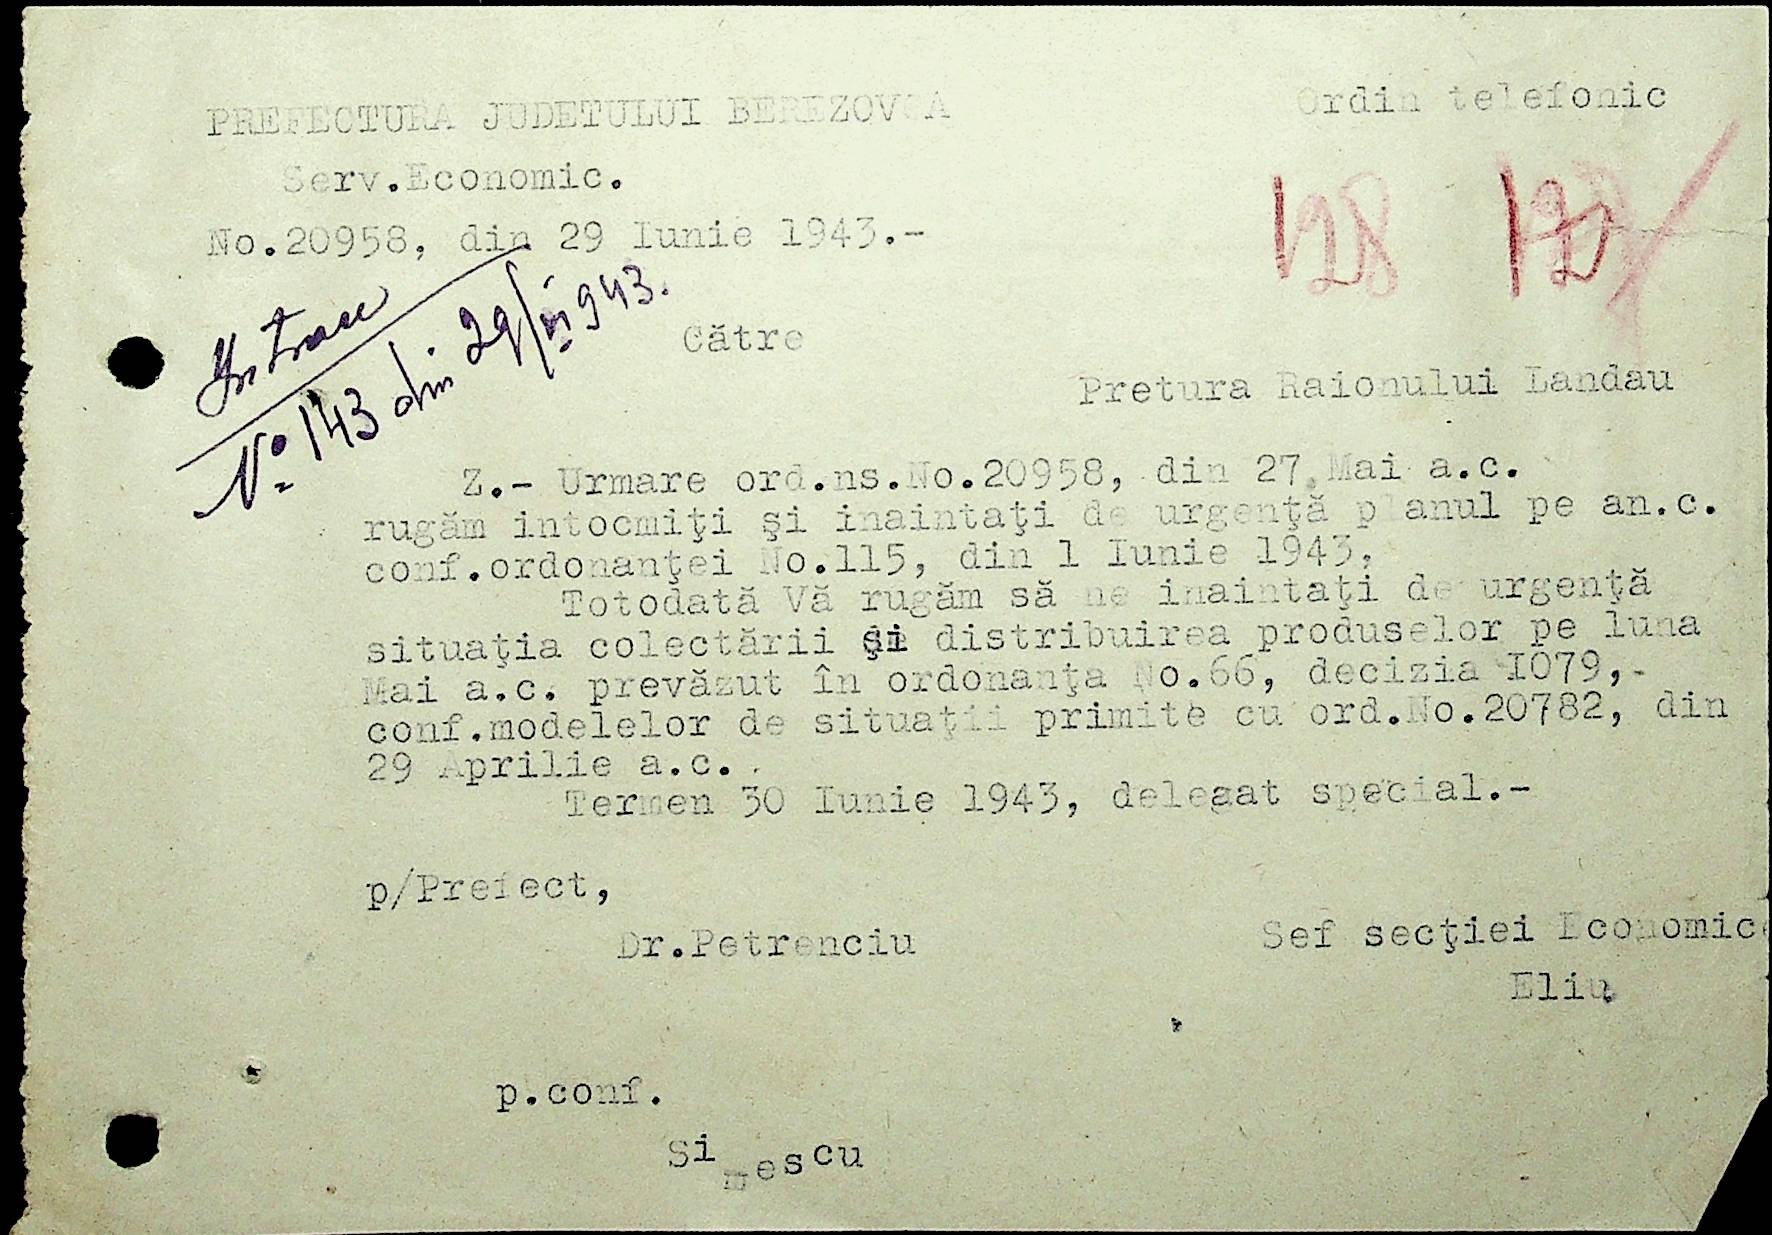 PREFECTURA JUDETULUI BEREZOVCA
Ordin telefonic
Serv.Economic.
128
No.20958, din 29 Iunie 1943.-
Intrare
No 143 din 29/VI 943.
Către
Pretura Raionului Landau
Z.- Urmare ord.ns.No.20958, din 27.Mai a.c.
rugăm intocmiţi şi inaintaţi de urgenţă planul pe an.c.
conf.ordonanţei No.115, din 1 Iunie 1943,
Totodată Vă rugăm să ne inaintaţi de urgenţă
situaţia colectării şi distribuirea produselor pe luna
Mai a.c. prevăzut în ordonanţa No.66, decizia I079,-
conf.modelelor de situaţii primite cu ord.No.20782, din
29 Aprilie a.c..
Termen 30 Iunie 1943, delegat special.-
p/Prefect,
Dr.Petrenciu
Sef secţiei Economice
Eliu
p.conf.
Simescu